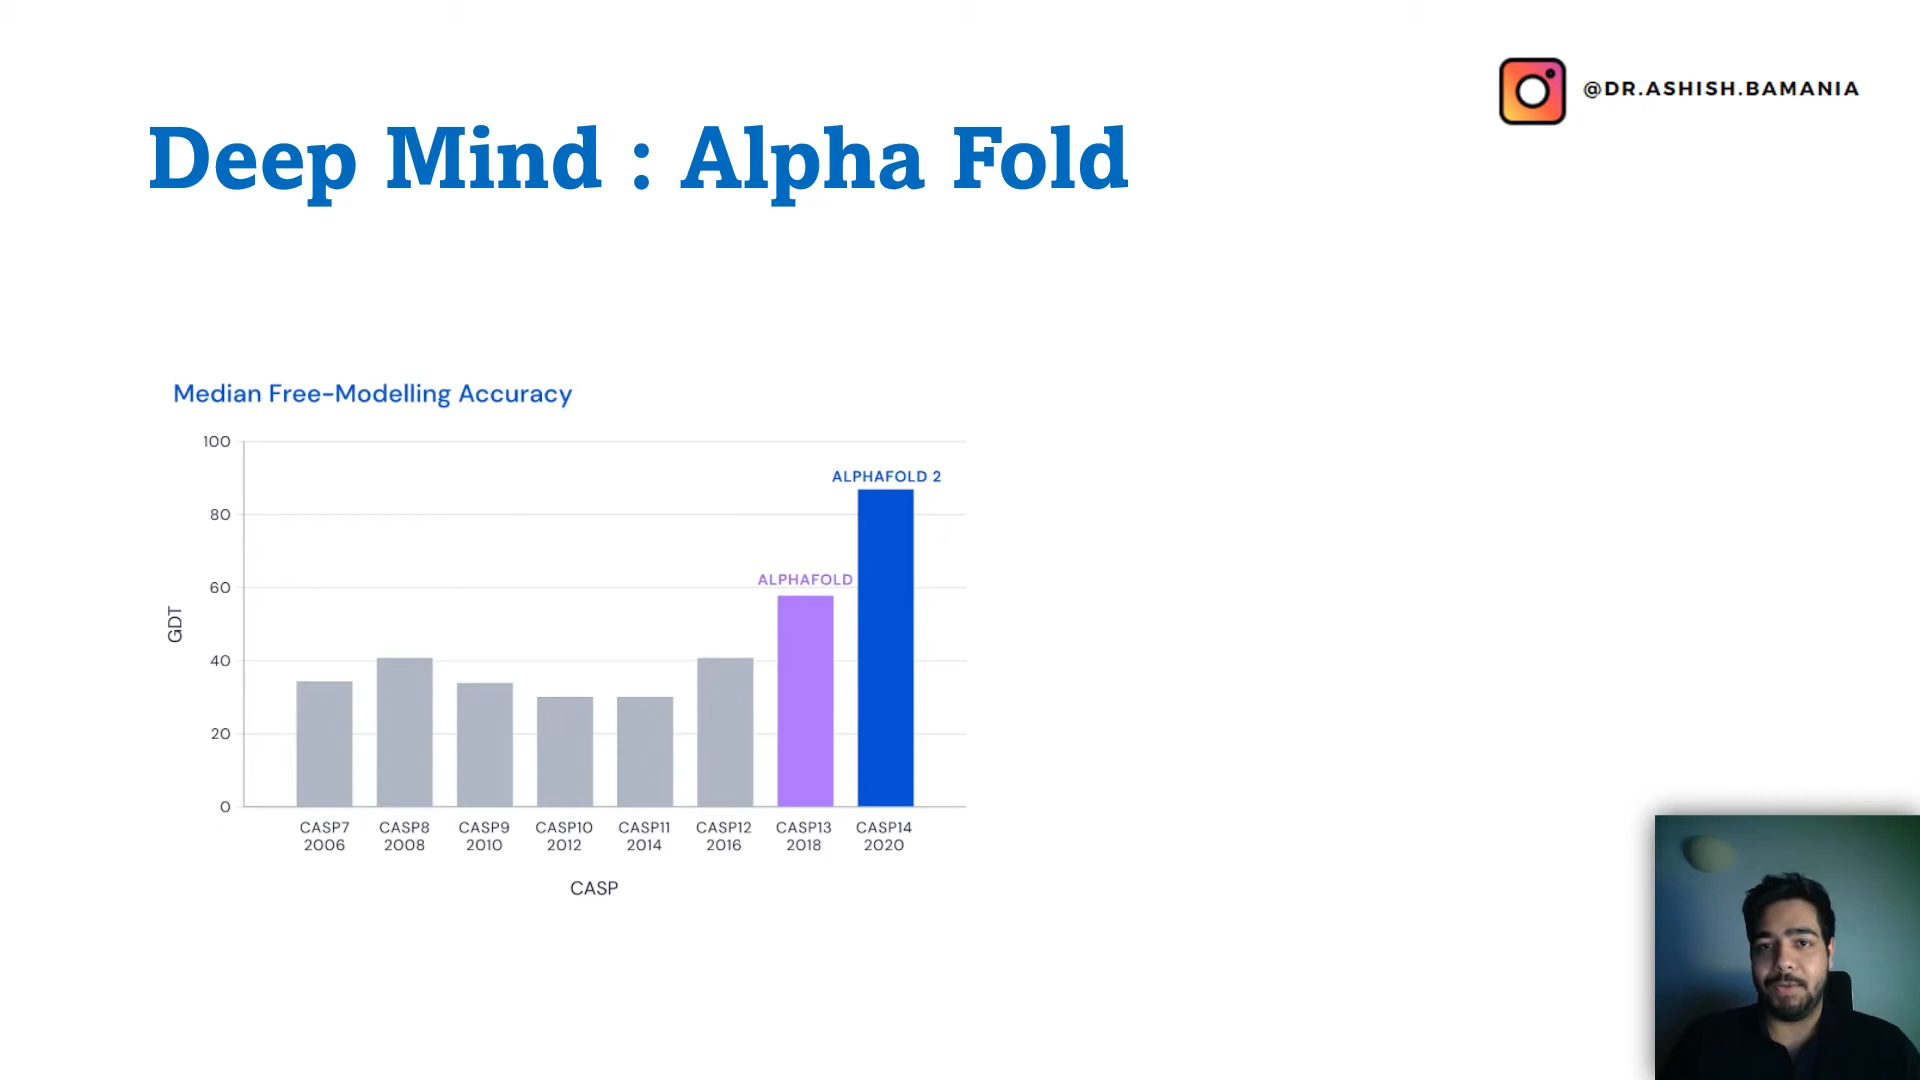 @DR.ASHISH.BAMANIA
Deep Mind : Alpha Fold
Median Free-Modelling Accuracy
100
80
60
40
20
0
GDT
ALPHAFOLD
ALPHAFOLD 2
CASP7 CASP8 CASP9 CASP10 CASP11 CASP12 CASP13 CASP14
2006 2008 2010 2012 2014 2016 2018 2020
CASP